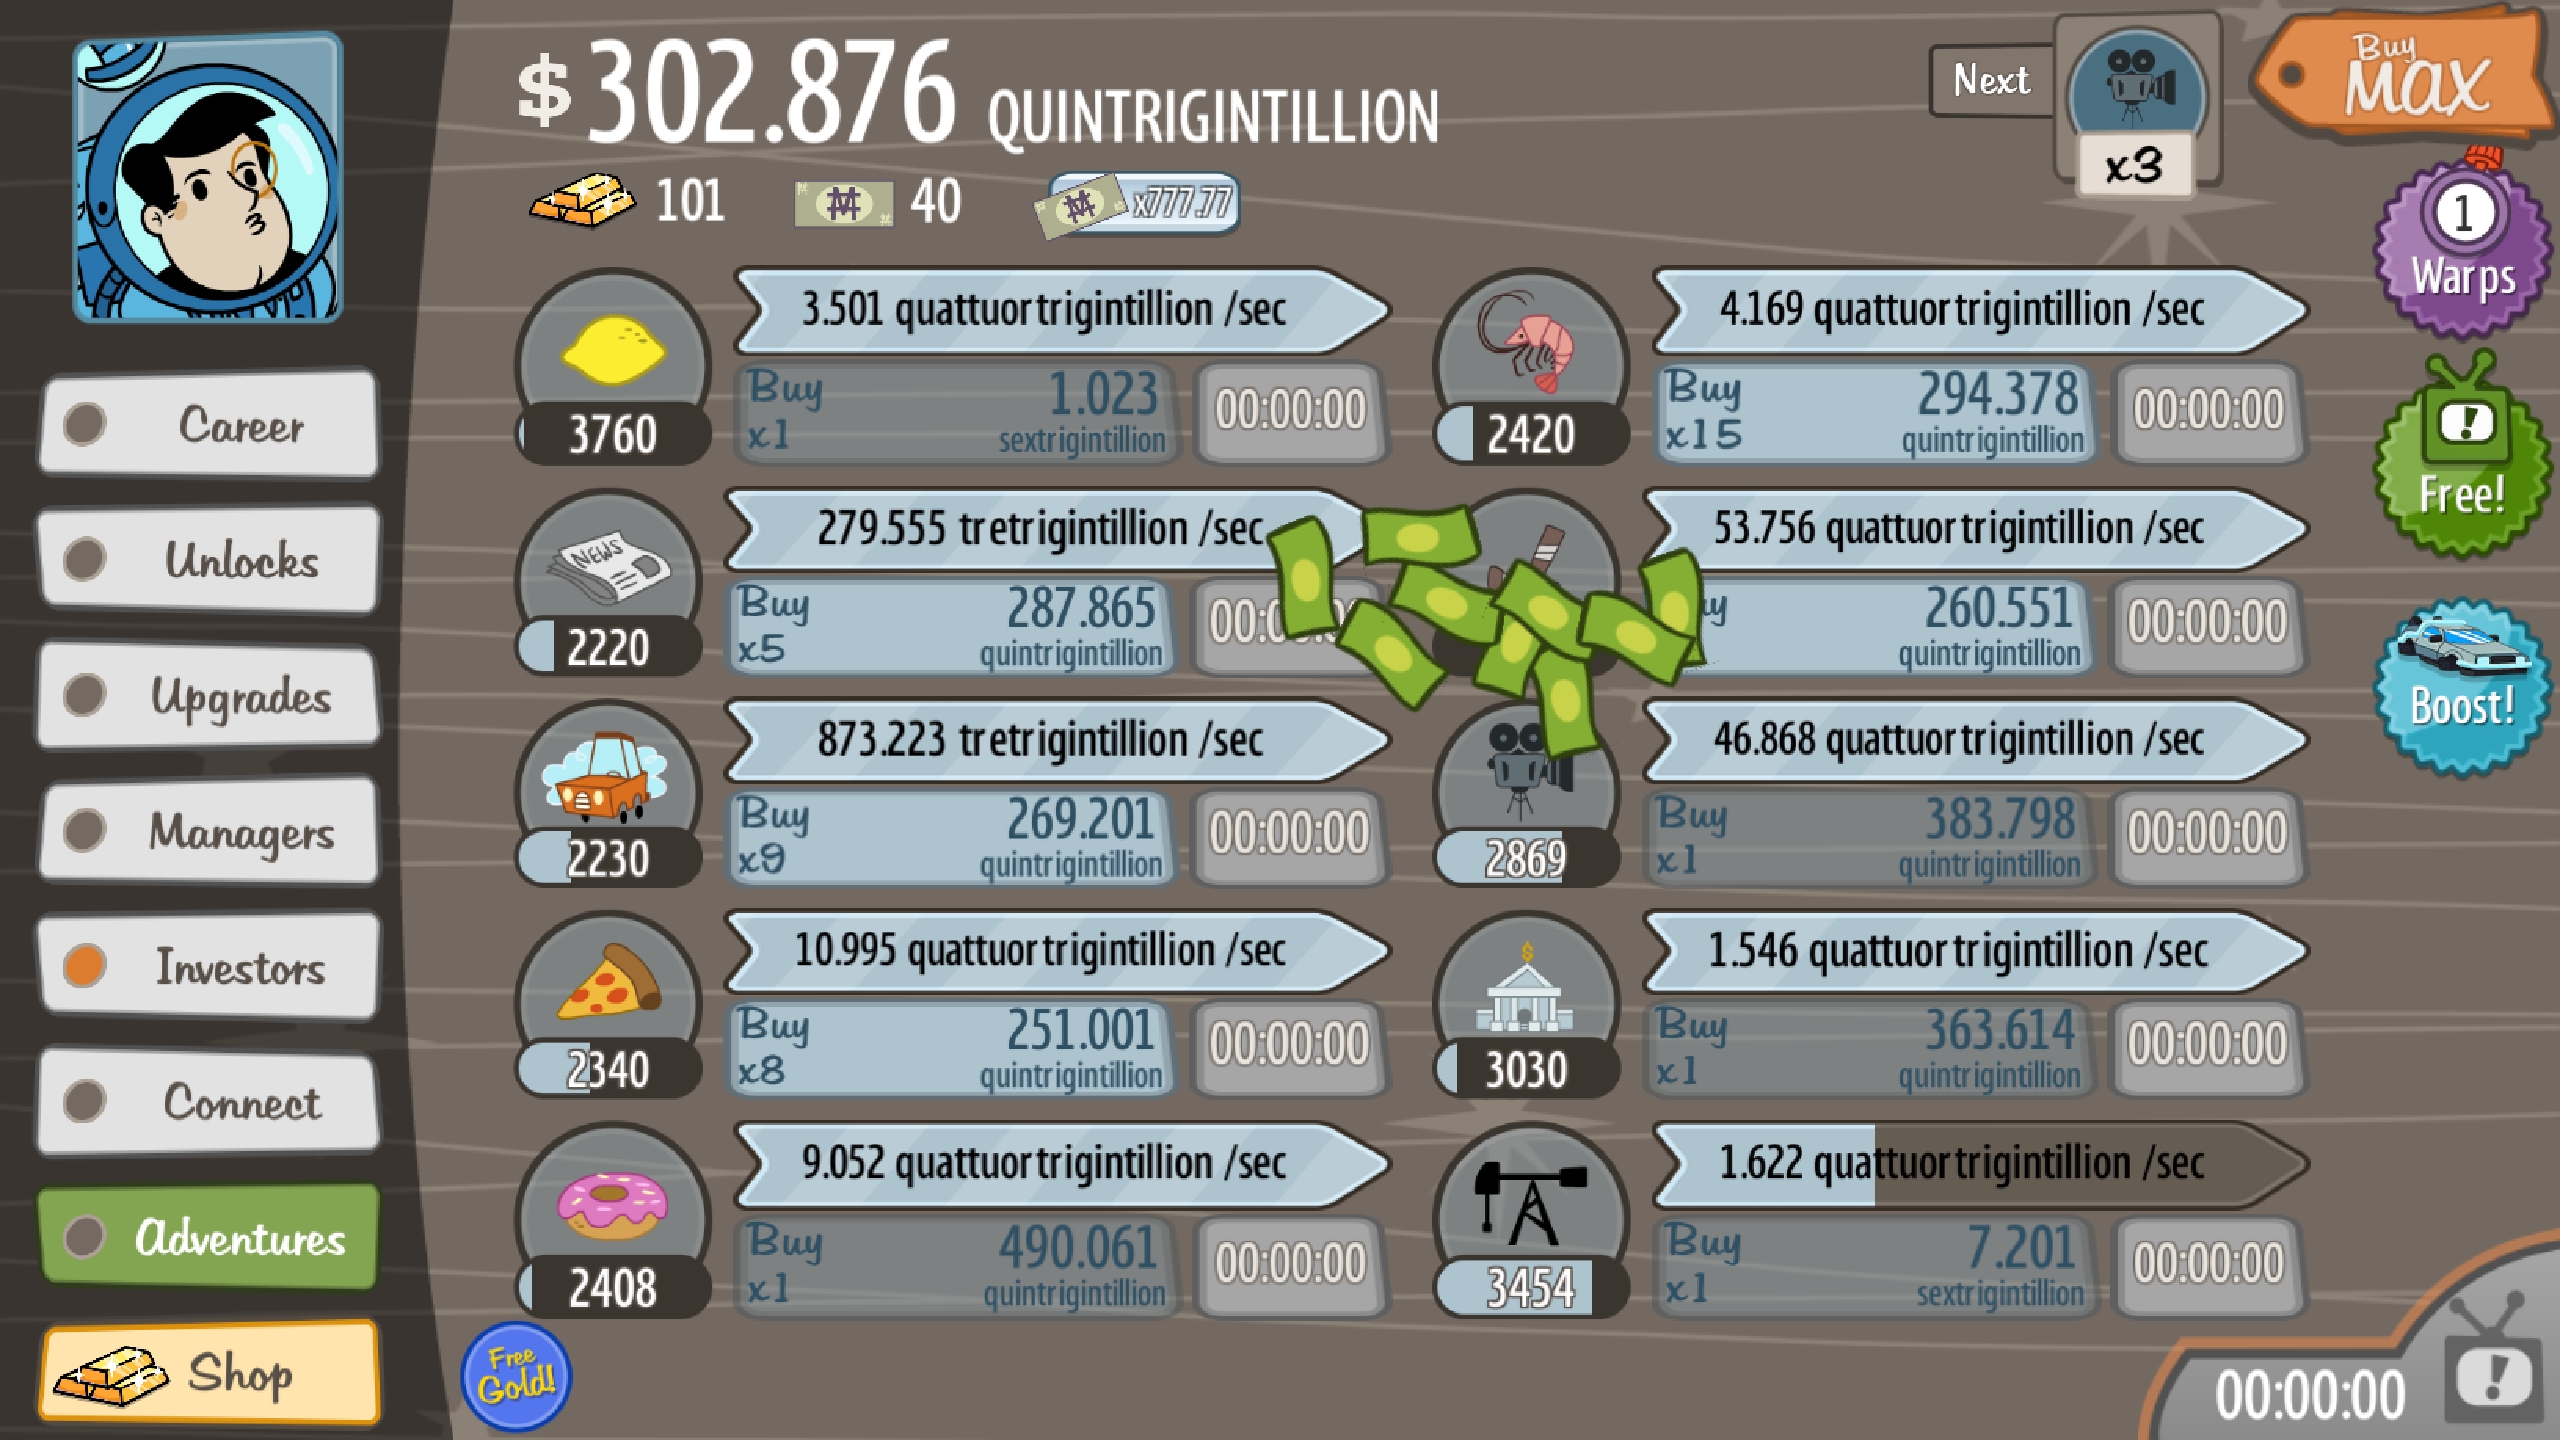 $302.876 QUINTRIGINTILLION
Next
x3
Buy
MAX
101
40
x777.77
1
Warps
Free!
Boost!
Career
Unlocks
Upgrades
Managers
Investors
Connect
Adventures
Shop
3.501 quattuortrigintillion /sec
3760
Buy
x1
1.023
sextrigintillion
00:00:00
4.169 quattuortrigintillion /sec
2420
Buy
x15
294.378
quintrigintillion
00:00:00
NEWS
279.555 tretrigintillion /sec
2220
Buy
x5
287.865
quintrigintillion
53.756 quattuortrigintillion /sec
260.551
quintrigintillion
00:00:00
873.223 tretrigintillion /sec
2230
Buy
x9
269.201
quintrigintillion
00:00:00
46.868 quattuortrigintillion /sec
2869
Buy
x1
383.798
quintrigintillion
00:00:00
10.995 quattuortrigintillion /sec
2340
Buy
x8
251.001
quintrigintillion
00:00:00
$
1.546 quattuortrigintillion /sec
3030
Buy
x1
363.614
quintrigintillion
00:00:00
9.052 quattuortrigintillion /sec
2408
Buy
x1
490.061
quintrigintillion
00:00:00
1.622 quattuortrigintillion /sec
3454
Buy
x1
7.201
sextrigintillion
00:00:00
Free
Gold!
00:00:00